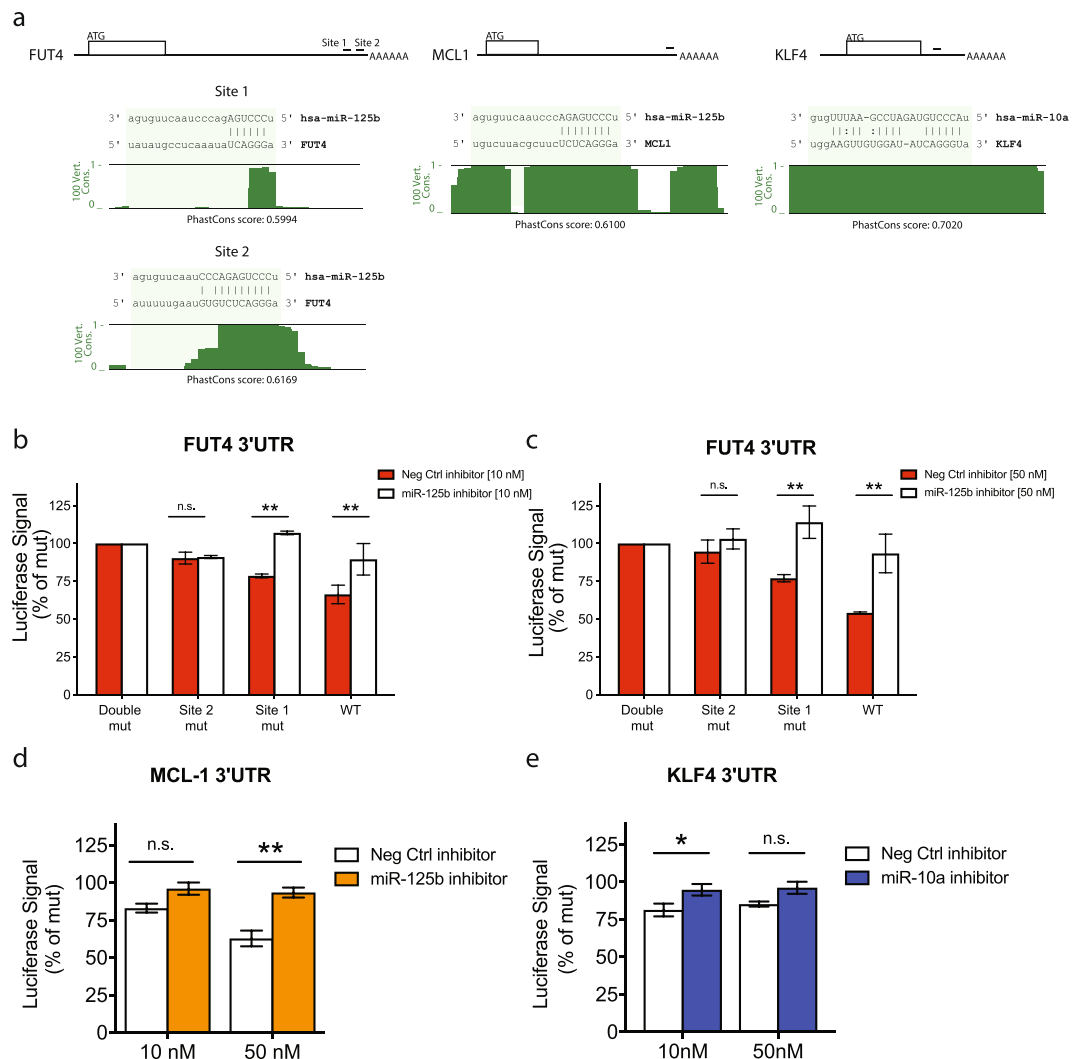 a
ATG
FUT4
Site 1
Site 2
AAAAAA
ATG
MCL1
AAAAAA
ATG
KLF4
AAAAAA
Site 1
3' aguguucaaucccagAGUCCCu 5' hsa-miR-125b
5' uauaugccucaaauaUCAGGGa 3' FUT4
100 Vert. Cons.
1
0
PhastCons score: 0.5994
3' aguguucaaucccAGAGUCCCu 5' hsa-miR-125b
5' ugucuuacgcuucUCUCAGGGa 3' MCL1
100 Vert. Cons.
1
0
PhastCons score: 0.6100
3' gugUUUAA-GCCUAGAUGUCCCAu 5' hsa-miR-10a
5' uggAAGUUGUGGAU-AUCAGGGUa 3' KLF4
100 Vert. Cons.
1
0
PhastCons score: 0.7020
Site 2
3' aguguucaauCCCAGAGUCCCu 5' hsa-miR-125b
5' auuuuugaauGUGUCUCAGGGa 3' FUT4
100 Vert. Cons.
1
0
PhastCons score: 0.6169
b
FUT4 3'UTR
Neg Ctrl inhibitor [10 nM]
miR-125b inhibitor [10 nM]
Luciferase Signal
(% of mut)
125
100
75
50
25
0
n.s.
**
**
Double mut
Site 2 mut
Site 1 mut
WT
c
FUT4 3'UTR
Neg Ctrl inhibitor [50 nM]
miR-125b inhibitor [50 nM]
Luciferase Signal
(% of mut)
125
100
75
50
25
0
n.s.
**
**
Double mut
Site 2 mut
Site 1 mut
WT
d
MCL-1 3'UTR
Neg Ctrl inhibitor
miR-125b inhibitor
Luciferase Signal
(% of mut)
125
100
75
50
25
0
n.s.
**
10 nM
50 nM
e
KLF4 3'UTR
Neg Ctrl inhibitor
miR-10a inhibitor
Luciferase Signal
(% of mut)
125
100
75
50
25
0
*
n.s.
10nM
50nM